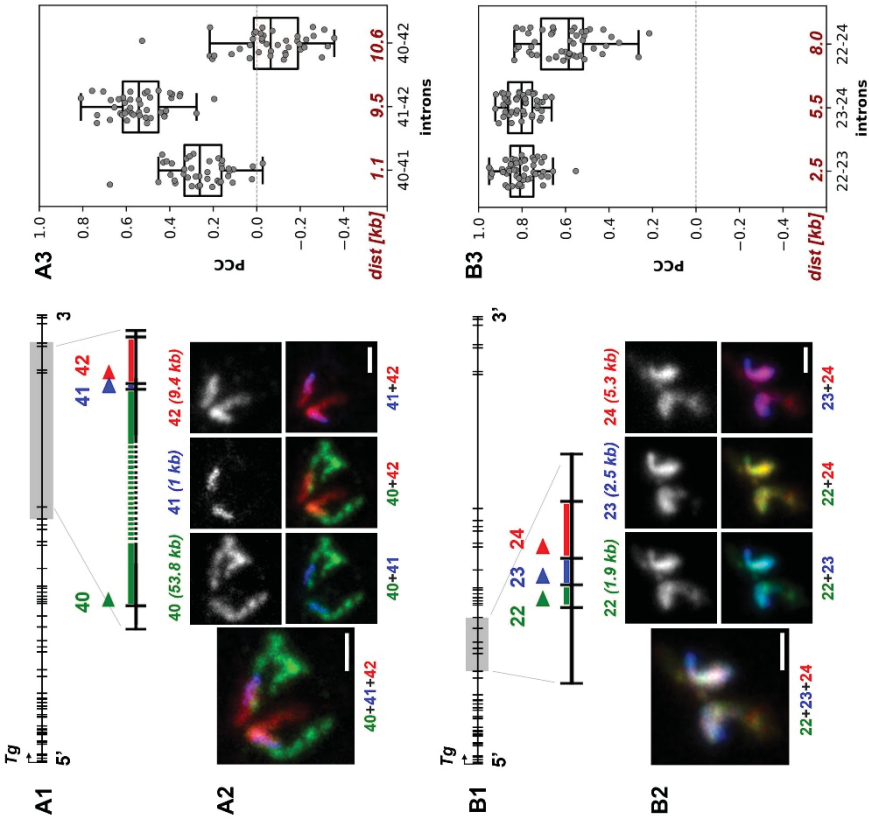 A1
Tg
5'
3
40 41 42
A2
40 (53.8 kb) 41 (1 kb) 42 (9.4 kb)
40+41+42 40+41 40+42 41+42
A3
1.0
0.8
0.6
0.4
0.2
0.0
−0.2
−0.4
PCC
dist [kb] 1.1 9.5 10.6
40-41 41-42 40-42
introns
B1
5'
3'
22 23 24
B2
22 (1.9 kb) 23 (2.5 kb) 24 (5.3 kb)
22+23+24 22+23 22+24 23+24
B3
1.0
0.8
0.6
0.4
0.2
0.0
−0.2
−0.4
PCC
dist [kb] 2.5 5.5 8.0
22-23 23-24 22-24
introns